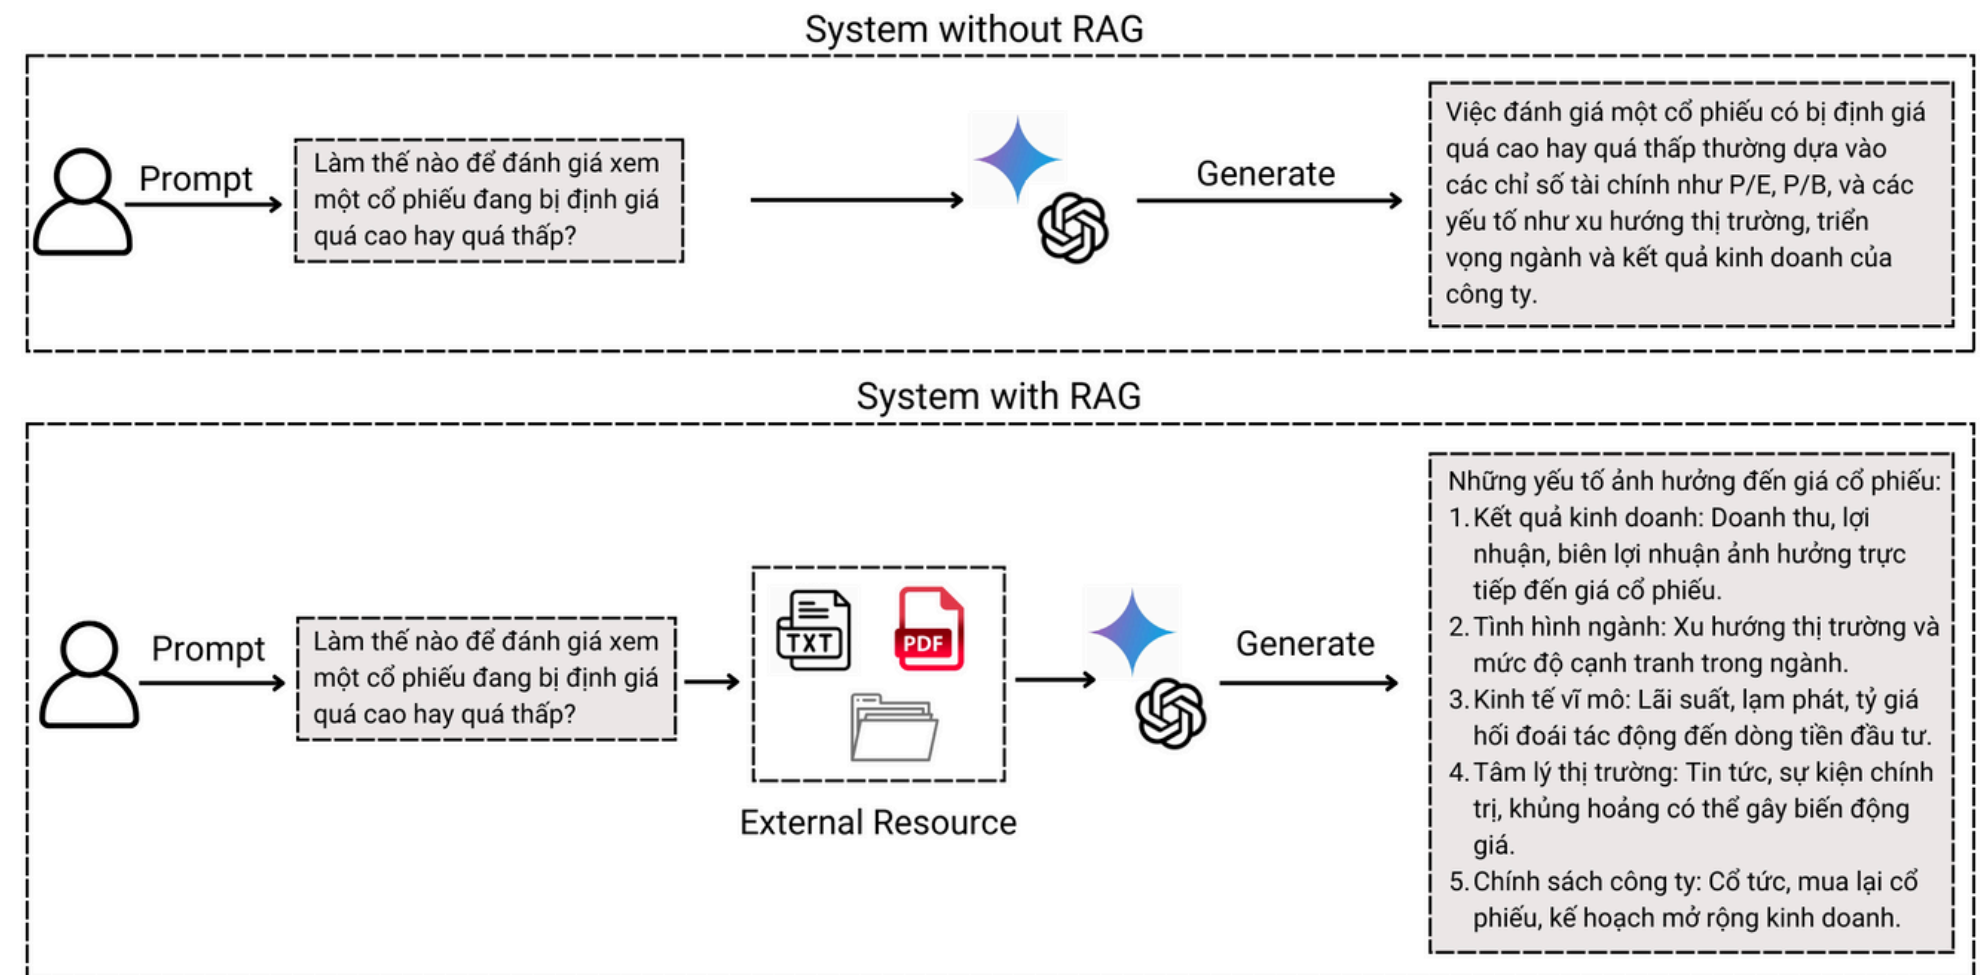 System without RAG
Prompt
Làm thế nào để đánh giá xem
một cổ phiếu đang bị định giá
quá cao hay quá thấp?
Generate
Việc đánh giá một cổ phiếu có bị định giá
quá cao hay quá thấp thường dựa vào
các chỉ số tài chính như P/E, P/B, và các
yếu tố như xu hướng thị trường, triển
vọng ngành và kết quả kinh doanh của
công ty.
System with RAG
Prompt
Làm thế nào để đánh giá xem
một cổ phiếu đang bị định giá
quá cao hay quá thấp?
TXT
PDF
External Resource
Generate
Những yếu tố ảnh hưởng đến giá cổ phiếu:
1. Kết quả kinh doanh: Doanh thu, lợi
nhuận, biên lợi nhuận ảnh hưởng trực
tiếp đến giá cổ phiếu.
2. Tình hình ngành: Xu hướng thị trường và
mức độ cạnh tranh trong ngành.
3. Kinh tế vĩ mô: Lãi suất, lạm phát, tỷ giá
hối đoái tác động đến dòng tiền đầu tư.
4. Tâm lý thị trường: Tin tức, sự kiện chính
trị, khủng hoảng có thể gây biến động
giá.
5. Chính sách công ty: Cổ tức, mua lại cổ
phiếu, kế hoạch mở rộng kinh doanh.